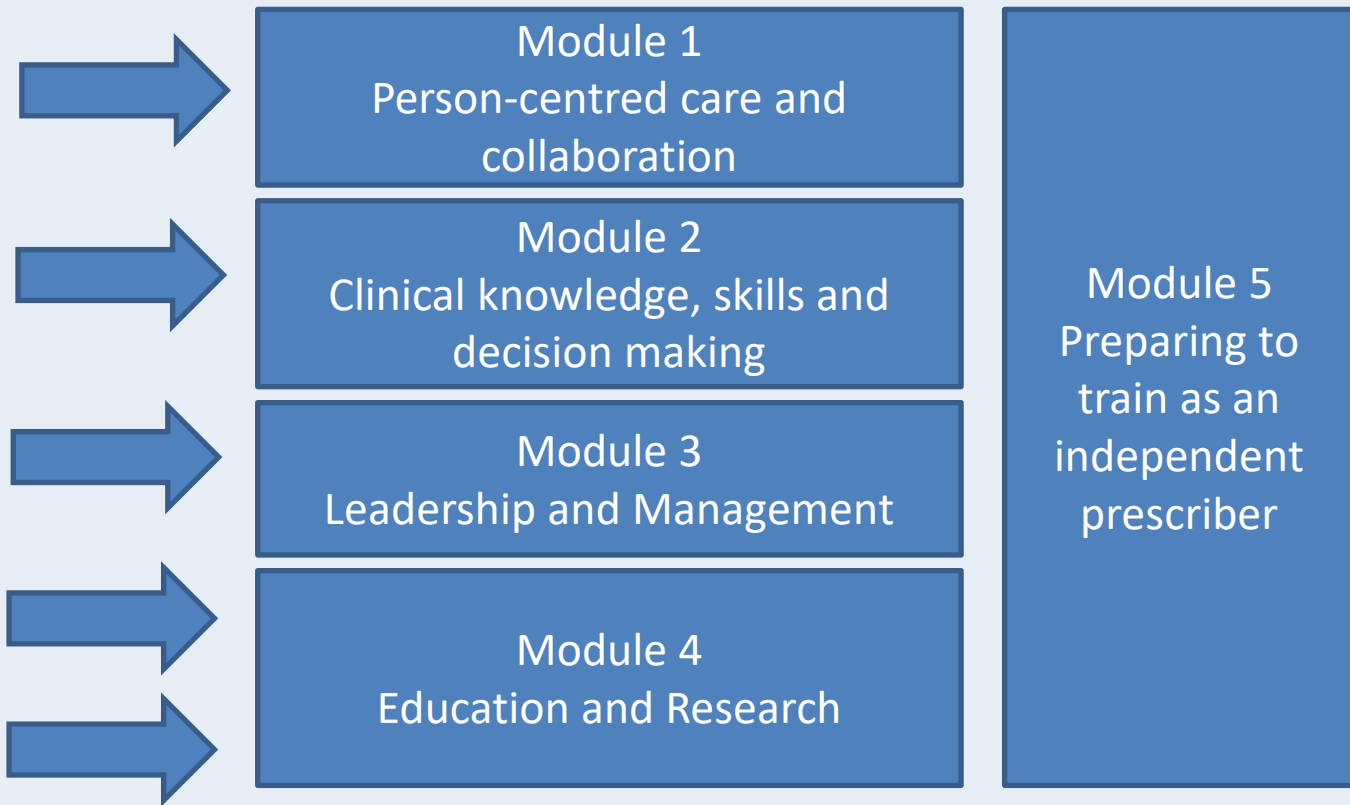 Module 1
Person-centred care and
collaboration
Module 2
Clinical knowledge, skills and
decision making
Module 3
Leadership and Management
Module 4
Education and Research
Module 5
Preparing to
train as an
independent
prescriber